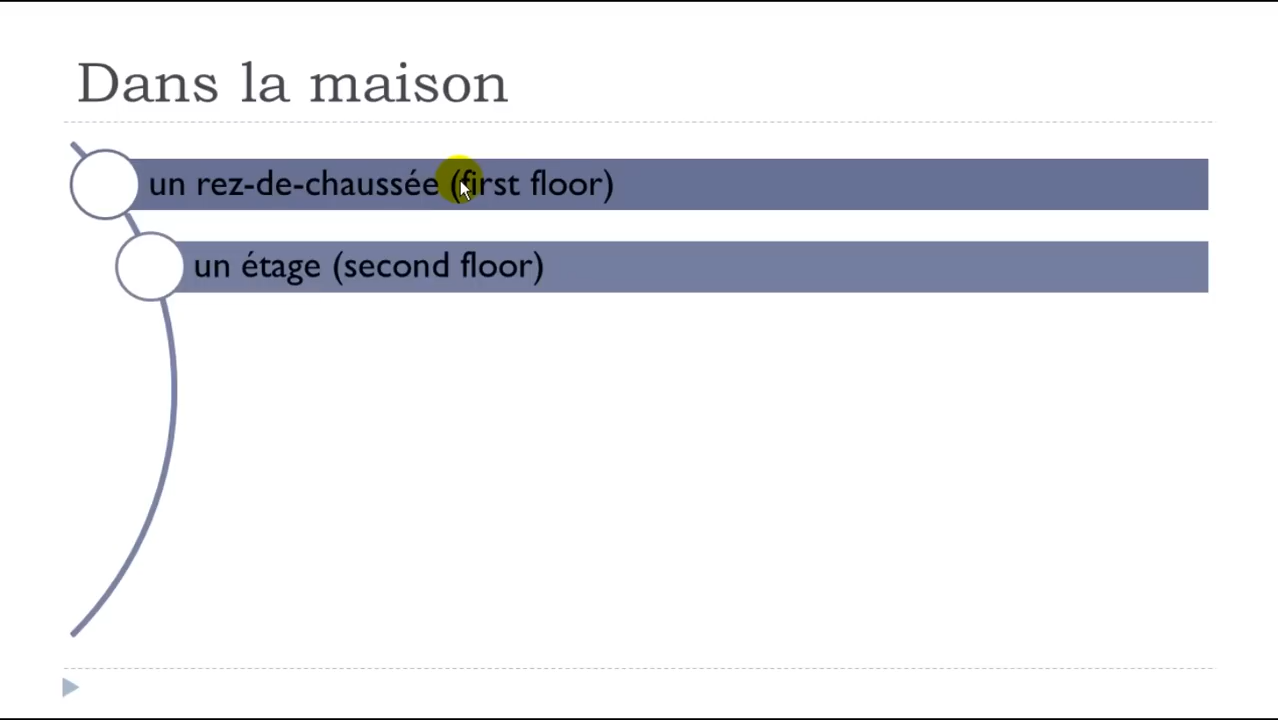 Dans la maison
un rez-de-chaussée (first floor)
un étage (second floor)